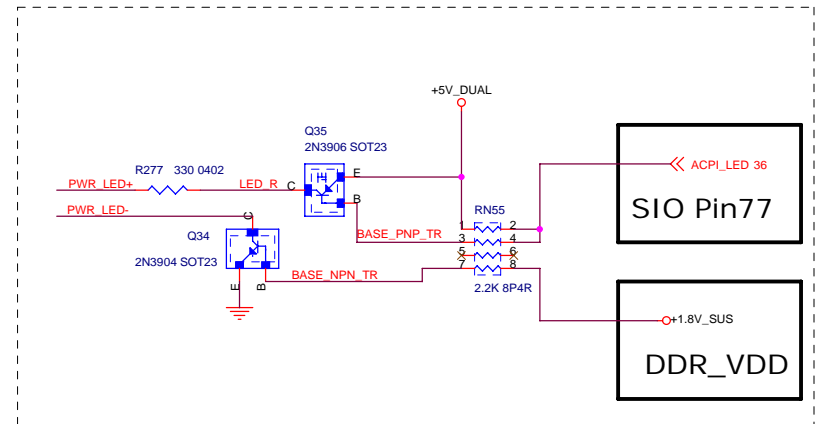 +5V_DUAL
Q35
2N3906 SOT23
R277 330 0402
PWR_LED+
LED_R
C
E
B
RN55
ACPI_LED 36
SIO Pin77
PWR_LED-
C
Q34
2N3904 SOT23
BASE_PNP_TR
1 2
3 4
5 6
7 8
BASE_NPN_TR
E
B
2.2K 8P4R
+1.8V_SUS
DDR_VDD